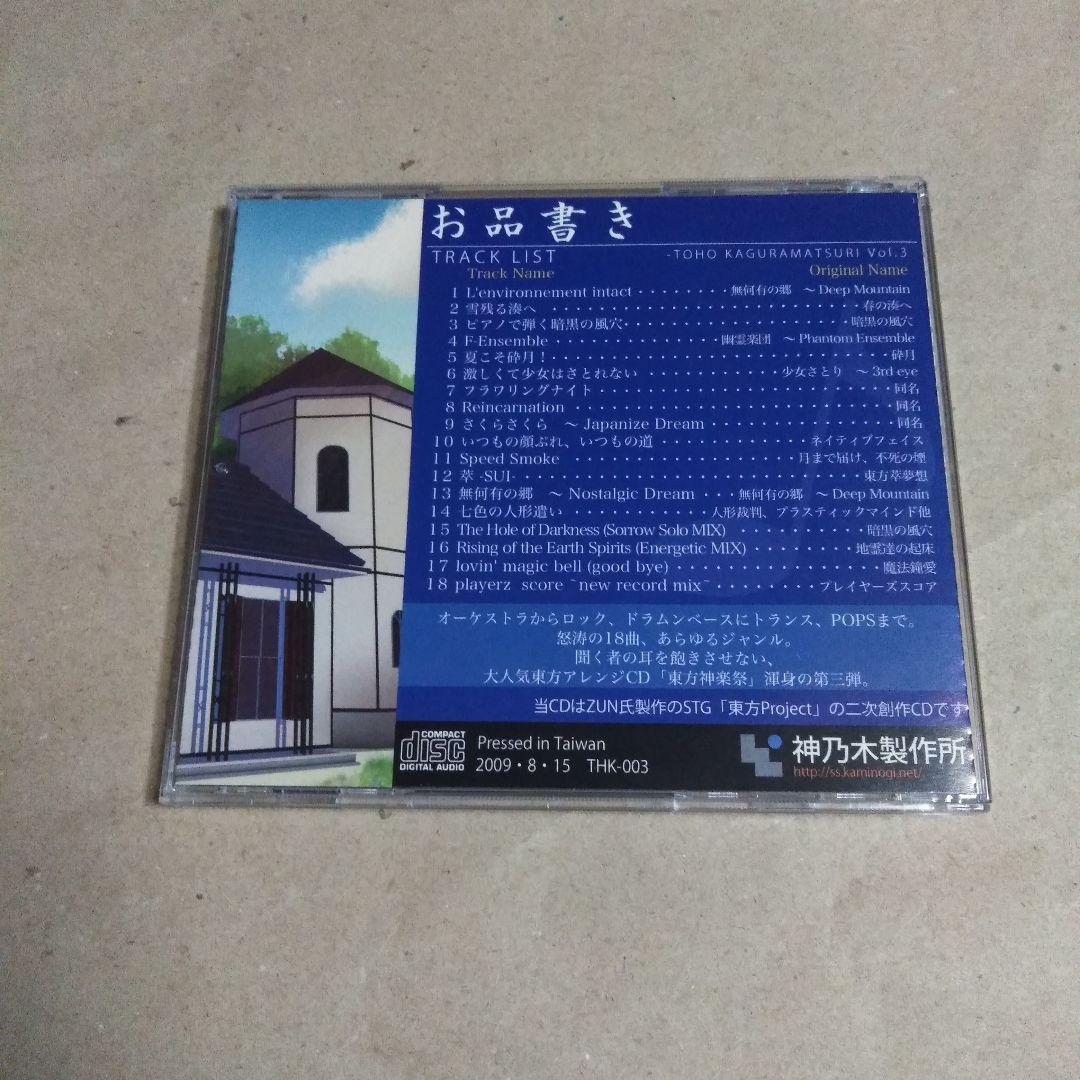 お品書き
TRACK LIST -TOHO KAGURAMATSURI Vol.3
Track Name Original Name
1 L'environnement intact ・・・・・・・・ 無何有の郷 ～ Deep Mountain
2 雪残る湊へ ・・・・・・・・・・・・・・・・・・・・・・・・ 春の湊へ
3 ピアノで弾く暗黒の風穴・・・・・・・・・・・・・・・・・ 暗黒の風穴
4 F-Ensemble ・・・・・・・・・・・・・ 幽霊楽団 ～ Phantom Ensemble
5 夏こそ砕月！・・・・・・・・・・・・・・・・・・・・・・・・・・ 砕月
6 激しくて少女はさとれない ・・・・・・・・・・・・ 少女さとり ～ 3rd eye
7 フラワリングナイト・・・・・・・・・・・・・・・・・・・・・・ 同名
8 Reincarnation ・・・・・・・・・・・・・・・・・・・・・・・・ 同名
9 さくらさくら ～ Japanize Dream・・・・・・・・・・・・・・ 同名
10 いつもの顔ぶれ、いつもの道 ・・・・・・・・・・・・ ネイティブフェイス
11 Speed Smoke ・・・・・・・・・・・・・・・ 月まで届け、不死の煙
12 萃 -SUI-・・・・・・・・・・・・・・・・・・・・・・・・・ 東方萃夢想
13 無何有の郷 ～ Nostalgic Dream ・・・ 無何有の郷 ～ Deep Mountain
14 七色の人形遣い ・・・・・・・・・・・ 人形裁判、プラスティックマインド他
15 The Hole of Darkness (Sorrow Solo MIX) ・・・・・・・・・・ 暗黒の風穴
16 Rising of the Earth Spirits (Energetic MIX) ・・・・・・・・ 地霊達の起床
17 lovin' magic bell (good bye) ・・・・・・・・・・・・・・・・ 魔法鐘愛
18 playerz score ~new record mix~ ・・・・・・・・・ プレイヤーズスコア
オーケストラからロック、ドラムンベースにトランス、POPSまで。
怒涛の18曲、あらゆるジャンル。
聞く者の耳を飽きさせない、
大人気東方アレンジCD「東方神楽祭」渾身の第三弾。
当CDはZUN氏製作のSTG「東方Project」の二次創作CDです
COMPACT disc DIGITAL AUDIO
Pressed in Taiwan
2009・8・15 THK-003
神乃木製作所
http://ss.kaminogi.net/